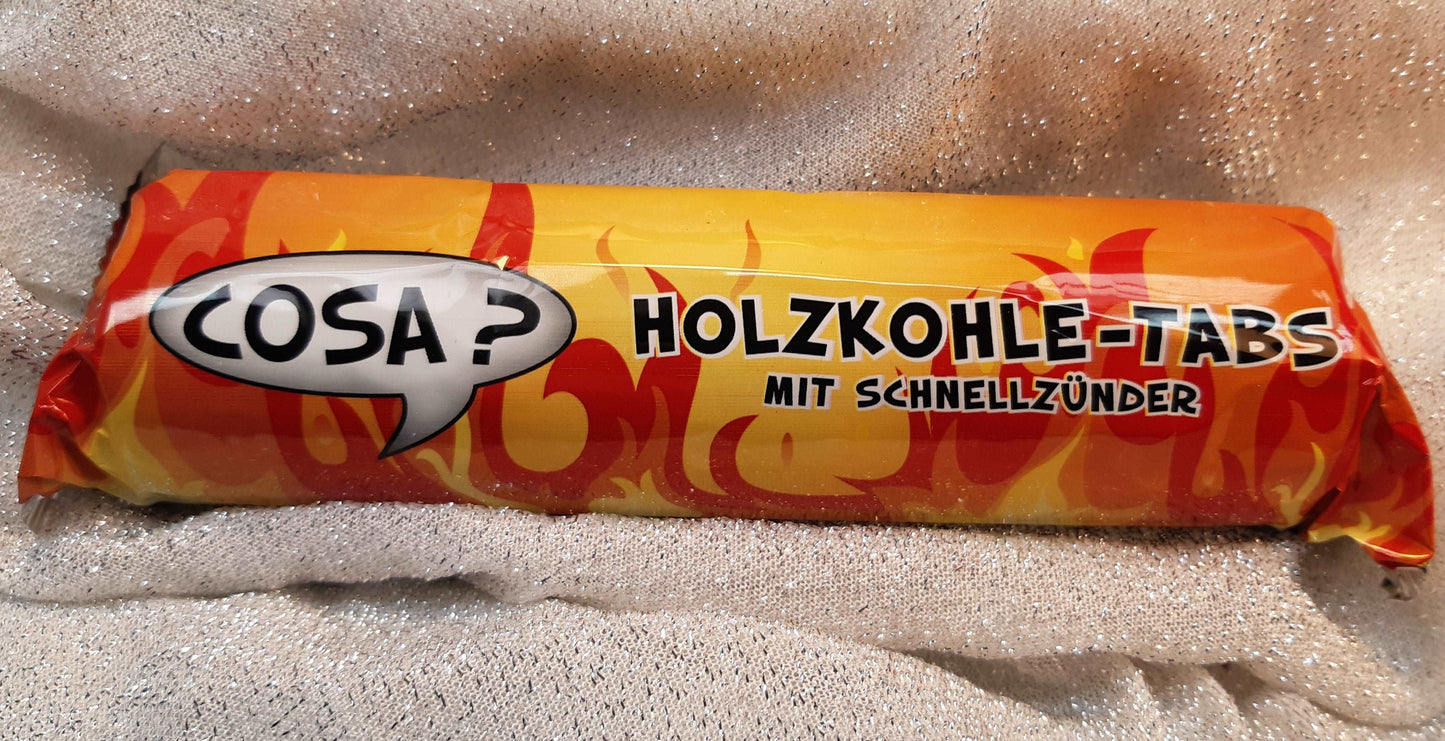 COSA?
HOLZKOHLE-TABS
MIT SCHNELLZÜNDER